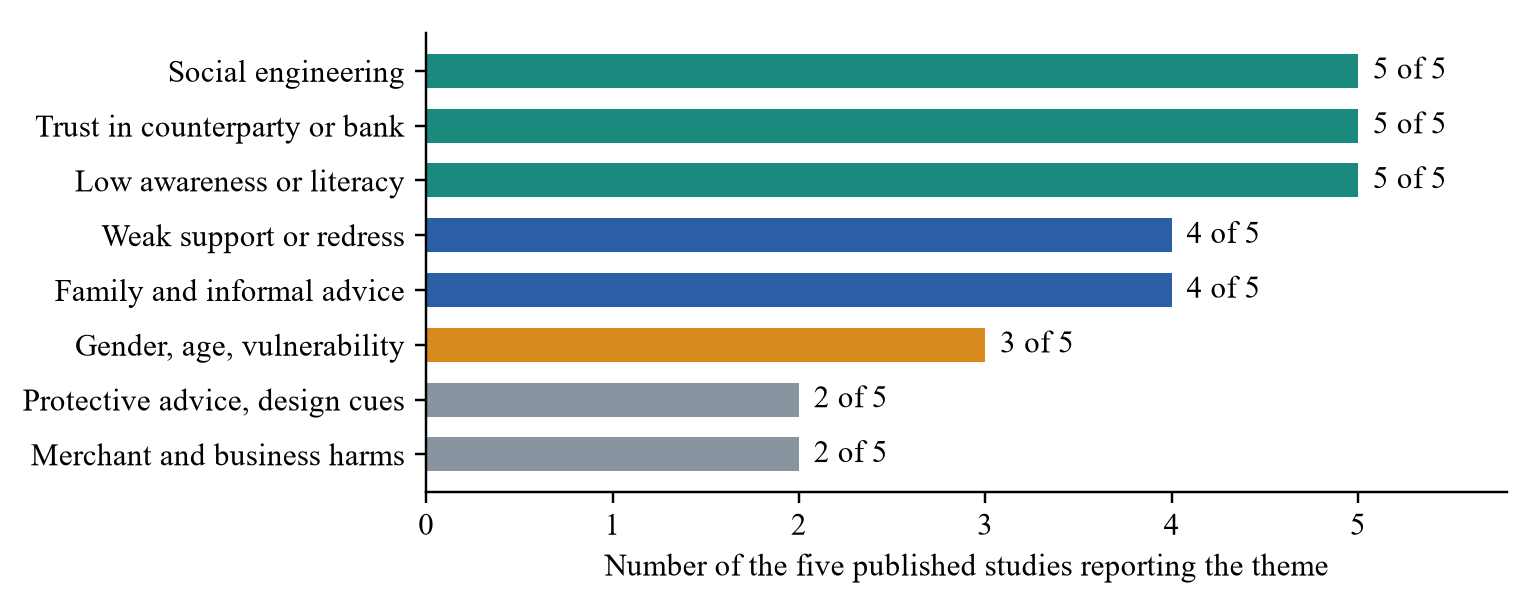 Social engineering 5 of 5
Trust in counterparty or bank 5 of 5
Low awareness or literacy 5 of 5
Weak support or redress 4 of 5
Family and informal advice 4 of 5
Gender, age, vulnerability 3 of 5
Protective advice, design cues 2 of 5
Merchant and business harms 2 of 5
0 1 2 3 4 5
Number of the five published studies reporting the theme